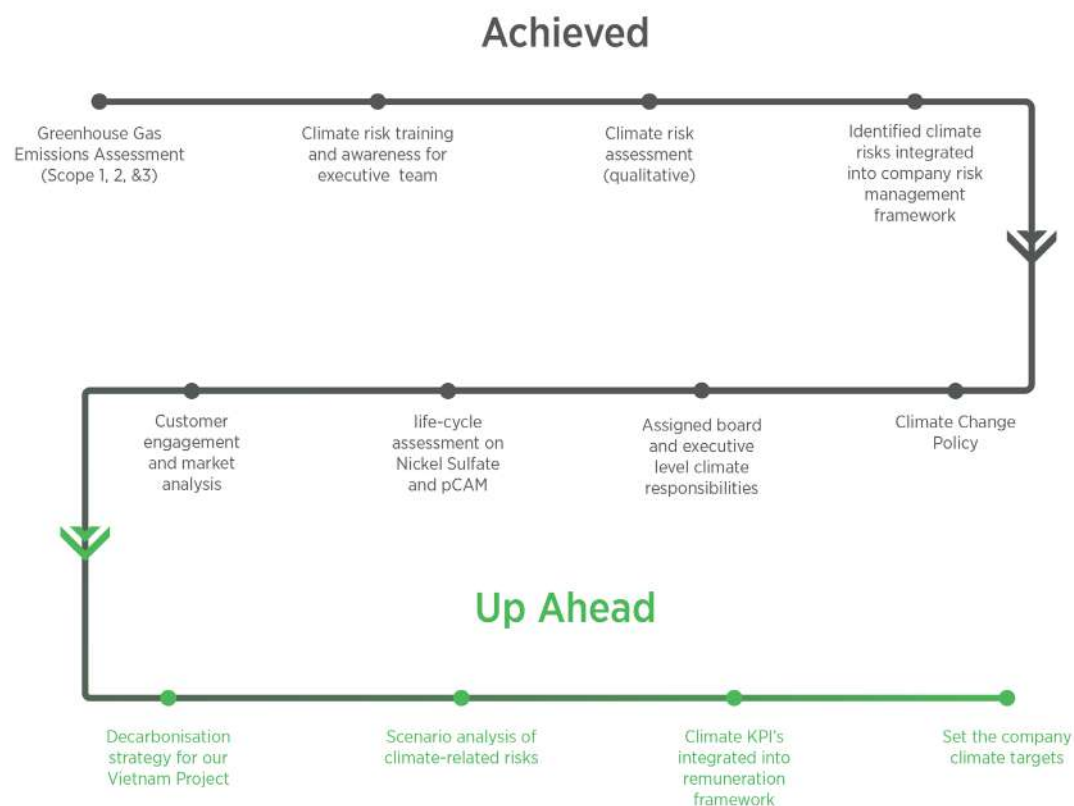 Achieved
Greenhouse Gas
Emissions Assessment
(Scope 1, 2, &3)
Climate risk training
and awareness for
executive team
Climate risk
assessment
(qualitative)
Identified climate
risks integrated
into company risk
management
framework
Customer
engagement
and market
analysis
life-cycle
assessment on
Nickel Sulfate
and pCAM
Assigned board
and executive
level climate
responsibilities
Climate Change
Policy
Up Ahead
Decarbonisation
strategy for our
Vietnam Project
Scenario analysis of
climate-related risks
Climate KPI's
integrated into
remuneration
framework
Set the company
climate targets